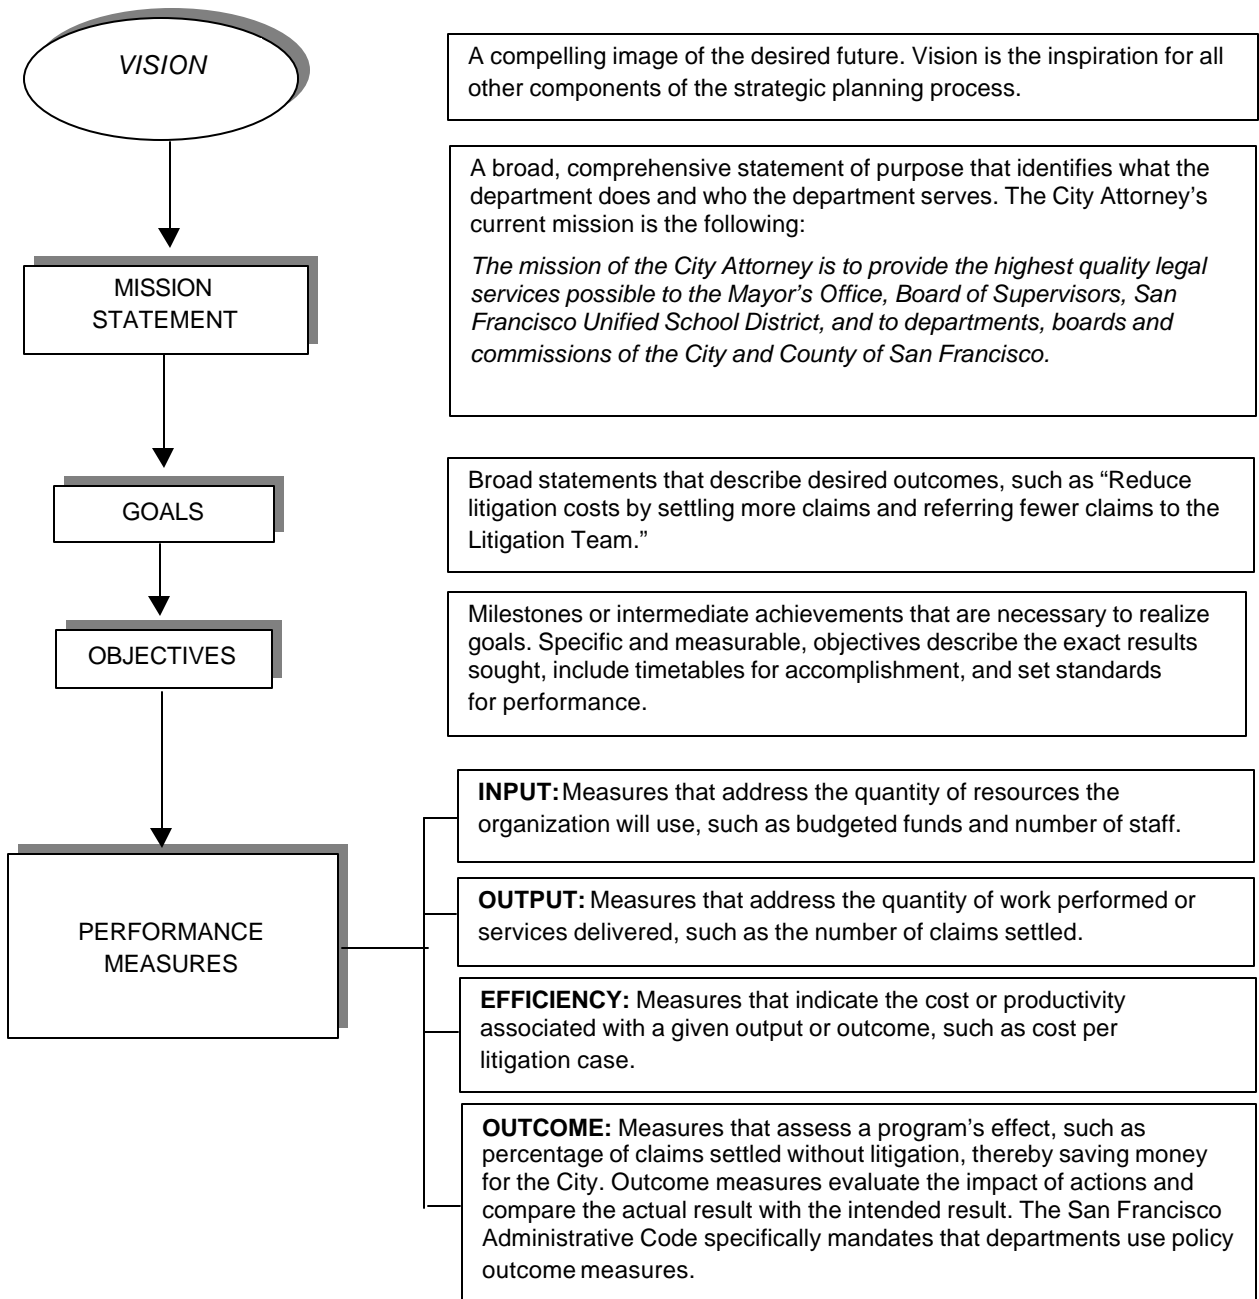 VISION
A compelling image of the desired future. Vision is the inspiration for all
other components of the strategic planning process.
MISSION
STATEMENT
A broad, comprehensive statement of purpose that identifies what the
department does and who the department serves. The City Attorney’s
current mission is the following:
The mission of the City Attorney is to provide the highest quality legal
services possible to the Mayor’s Office, Board of Supervisors, San
Francisco Unified School District, and to departments, boards and
commissions of the City and County of San Francisco.
GOALS
Broad statements that describe desired outcomes, such as “Reduce
litigation costs by settling more claims and referring fewer claims to the
Litigation Team.”
OBJECTIVES
Milestones or intermediate achievements that are necessary to realize
goals. Specific and measurable, objectives describe the exact results
sought, include timetables for accomplishment, and set standards
for performance.
PERFORMANCE
MEASURES
INPUT: Measures that address the quantity of resources the
organization will use, such as budgeted funds and number of staff.
OUTPUT: Measures that address the quantity of work performed or
services delivered, such as the number of claims settled.
EFFICIENCY: Measures that indicate the cost or productivity
associated with a given output or outcome, such as cost per
litigation case.
OUTCOME: Measures that assess a program’s effect, such as
percentage of claims settled without litigation, thereby saving money
for the City. Outcome measures evaluate the impact of actions and
compare the actual result with the intended result. The San Francisco
Administrative Code specifically mandates that departments use policy
outcome measures.